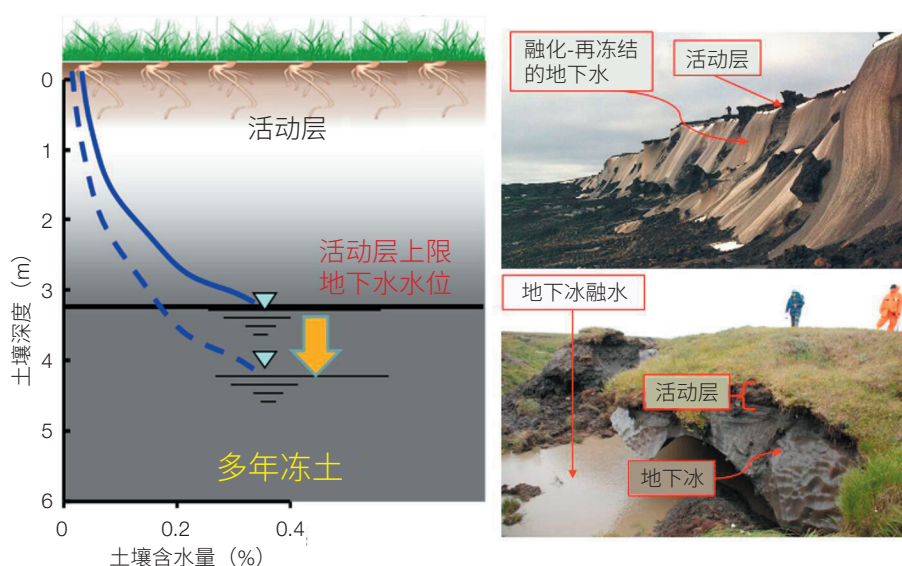 0
1
2
3
4
5
6
土壤深度（m）
活动层
活动层上限
地下水水位
多年冻土
0
0.2
0.4
土壤含水量（%）
融化-再冻结
的地下水
活动层
地下冰融水
活动层
地下冰